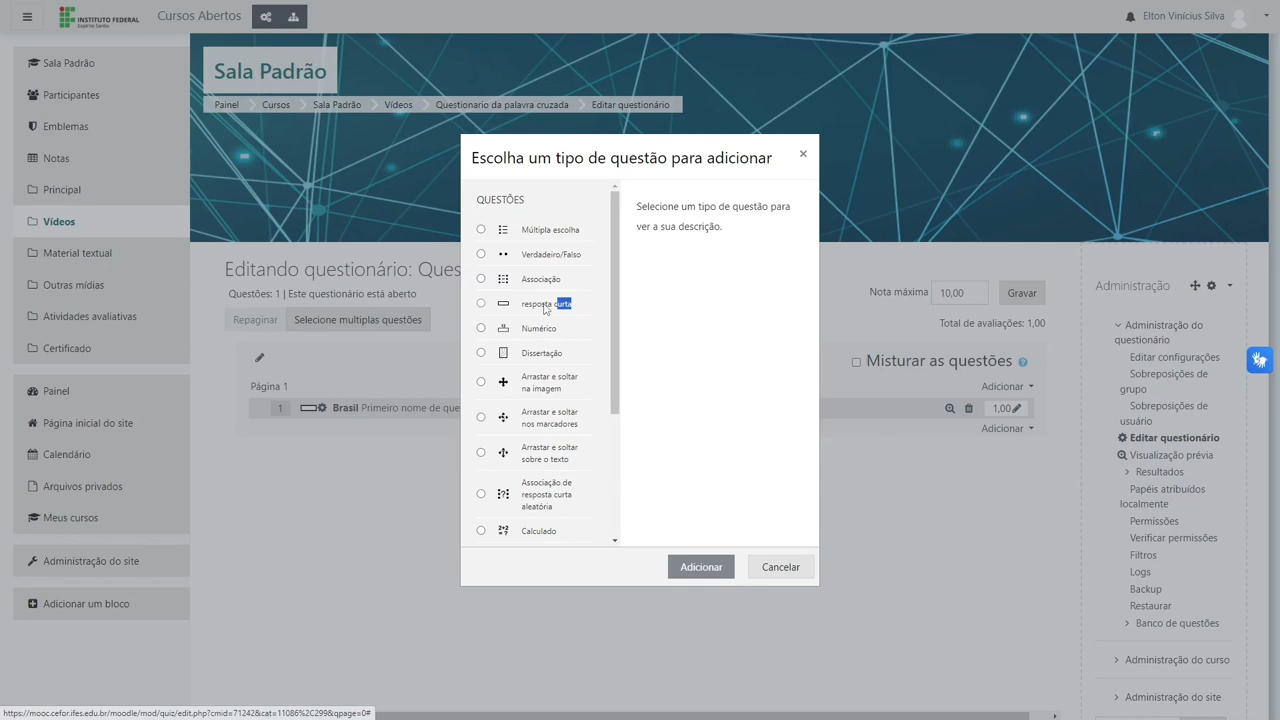 INSTITUTO FEDERAL
Espírito Santo
Cursos Abertos
Elton Vinícius Silva
Sala Padrão
Participantes
Emblemas
Notas
Principal
Vídeos
Material textual
Outras mídias
Atividades avaliativas
Certificado
Painel
Página inicial do site
Calendário
Arquivos privados
Meus cursos
Administração do site
Adicionar um bloco
Sala Padrão
Painel
Cursos
Sala Padrão
Vídeos
Questionario da palavra cruzada
Editar questionário
Editando questionário: Ques
Questões: 1 | Este questionário está aberto
Nota máxima
10,00
Gravar
Repaginar
Selecione multiplas questões
Total de avaliações: 1,00
Misturar as questões
Página 1
Adicionar
1
Brasil Primeiro nome de que
1,00
Adicionar
Escolha um tipo de questão para adicionar
×
QUESTÕES
Múltipla escolha
Verdadeiro/Falso
Associação
resposta curta
Numérico
Dissertação
Arrastar e soltar
na imagem
Arrastar e soltar
nos marcadores
Arrastar e soltar
sobre o texto
Associação de
resposta curta
aleatória
Calculado
Selecione um tipo de questão para
ver a sua descrição.
Adicionar
Cancelar
Administração
Administração do
questionário
Editar configurações
Sobreposições de
grupo
Sobreposições de
usuário
Editar questionário
Visualização prévia
Resultados
Papéis atribuídos
localmente
Permissões
Verificar permissões
Filtros
Logs
Backup
Restaurar
Banco de questões
Administração do curso
Administração do site
https://mooc.cefor.ifes.edu.br/moodle/mod/quiz/edit.php?cmid=71242&cat=11086%2C299&qpage=0#